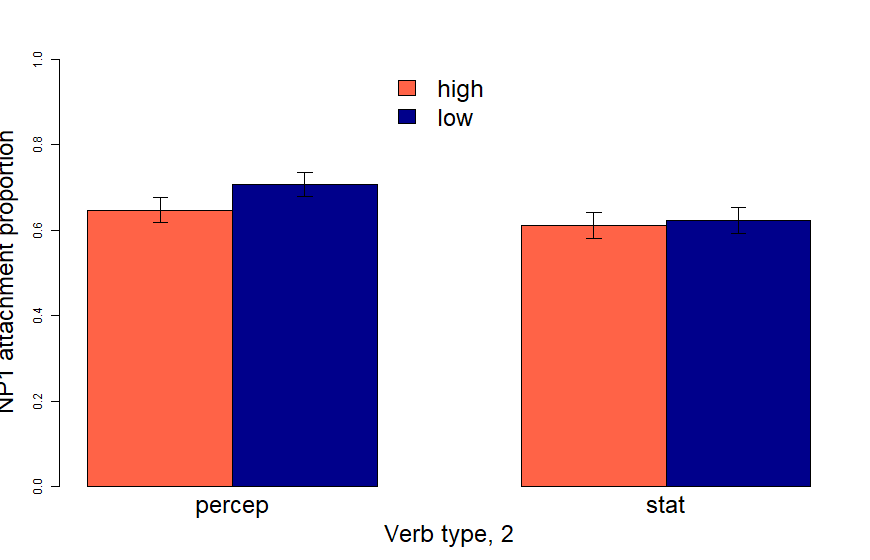 high
low
NP1 attachment proportion
1.0
0.8
0.6
0.4
0.2
0.0
percep
stat
Verb type, 2